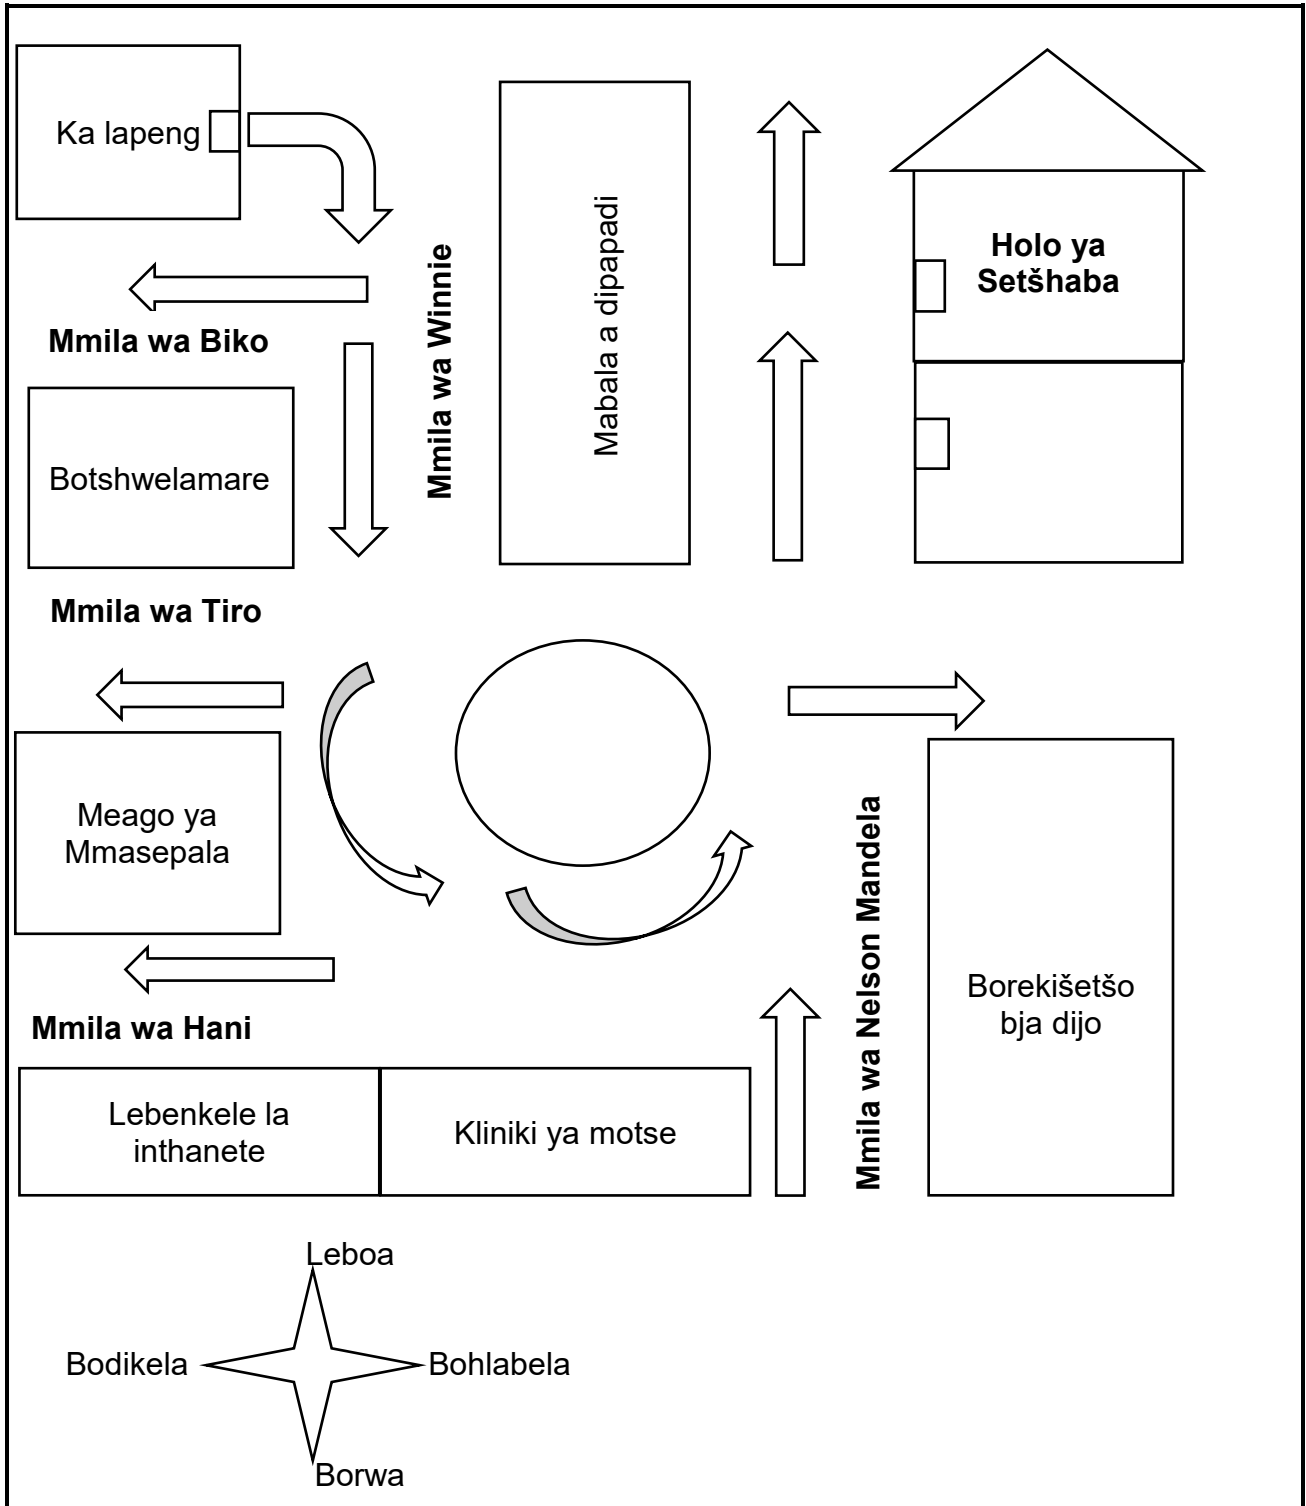 Ka lapeng
Mmila wa Biko
Mmila wa Winnie
Mabala a dipapadi
Holo ya
Setšhaba
Botshwelamare
Mmila wa Tiro
Meago ya
Mmasepala
Mmila wa Hani
Mmila wa Nelson Mandela
Borekišetšo
bja dijo
Lebenkele la
inthanete
Kliniki ya motse
Leboa
Bodikela
Bohlabela
Borwa